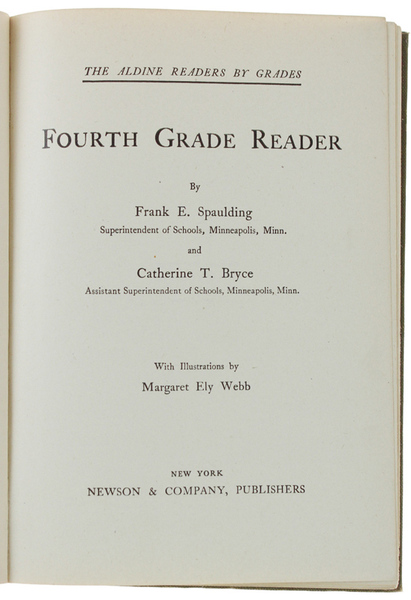 THE ALDINE READERS BY GRADES
FOURTH GRADE READER
By
Frank E. Spaulding
Superintendent of Schools, Minneapolis, Minn.
and
Catherine T. Bryce
Assistant Superintendent of Schools, Minneapolis, Minn.
With Illustrations by
Margaret Ely Webb
NEW YORK
NEWSON & COMPANY, PUBLISHERS